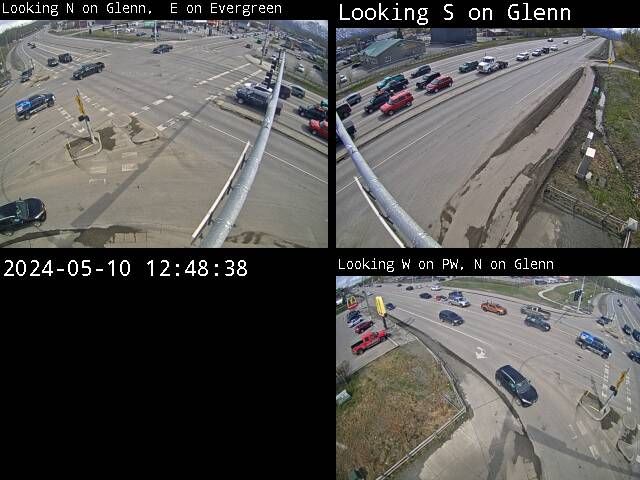 Looking N on Glenn, E on Evergreen
Looking S on Glenn
2024-05-10 12:48:38
Looking W on PW, N on Glenn